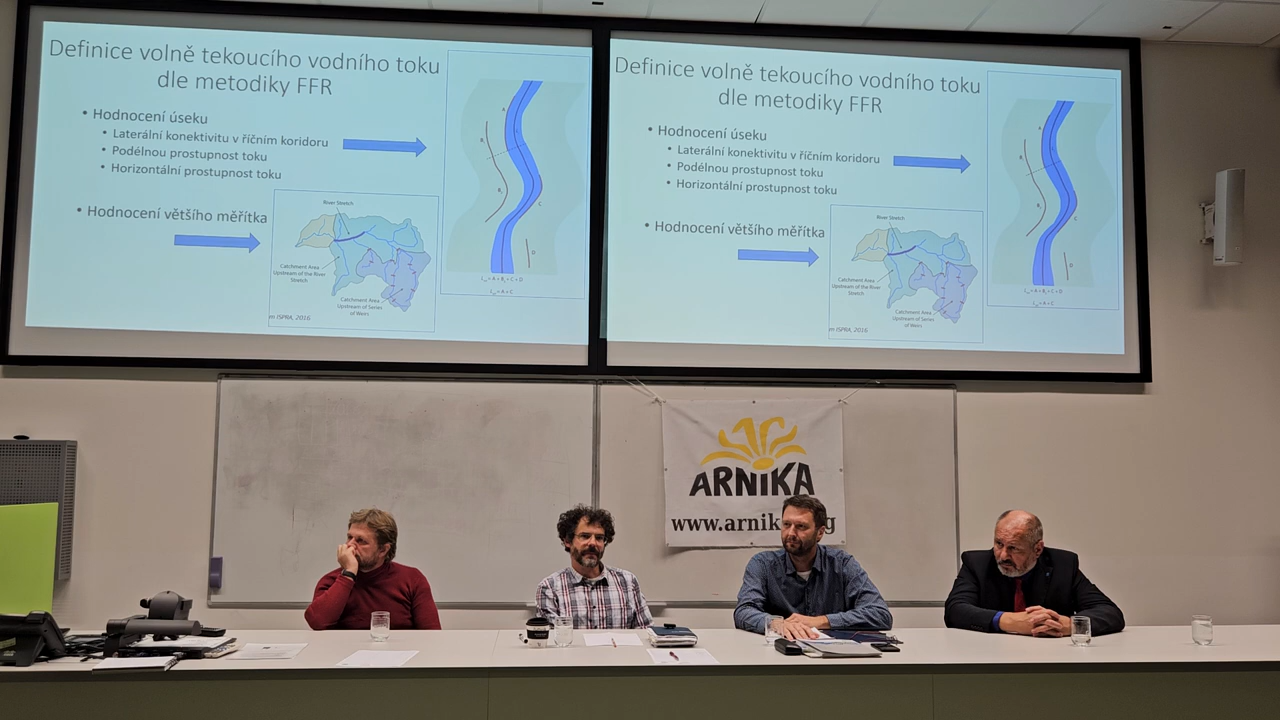 Definice volně tekoucího vodního toku
dle metodiky FFR
• Hodnocení úseku
• Laterální konektivitu v říčním koridoru
• Podélnou prostupnost toku
• Horizontální prostupnost toku
• Hodnocení většího měřítka
River Stretch
Catchment Area
Upstream of the River
Stretch
Catchment Area
Upstream of Series
of Weirs
m ISPRA, 2016.
A
C
D
Definice volně tekoucího vodního toku
dle metodiky FFR
• Hodnocení úseku
• Laterální konektivitu v říčním koridoru
• Podélnou prostupnost toku
• Horizontální prostupnost toku
• Hodnocení většího měřítka
River Stretch
Catchment Area
Upstream of the River
Stretch
Catchment Area
Upstream of Series
of Weirs
m ISPRA, 2016.
A
C
D
ARNIKA
www.arnik g